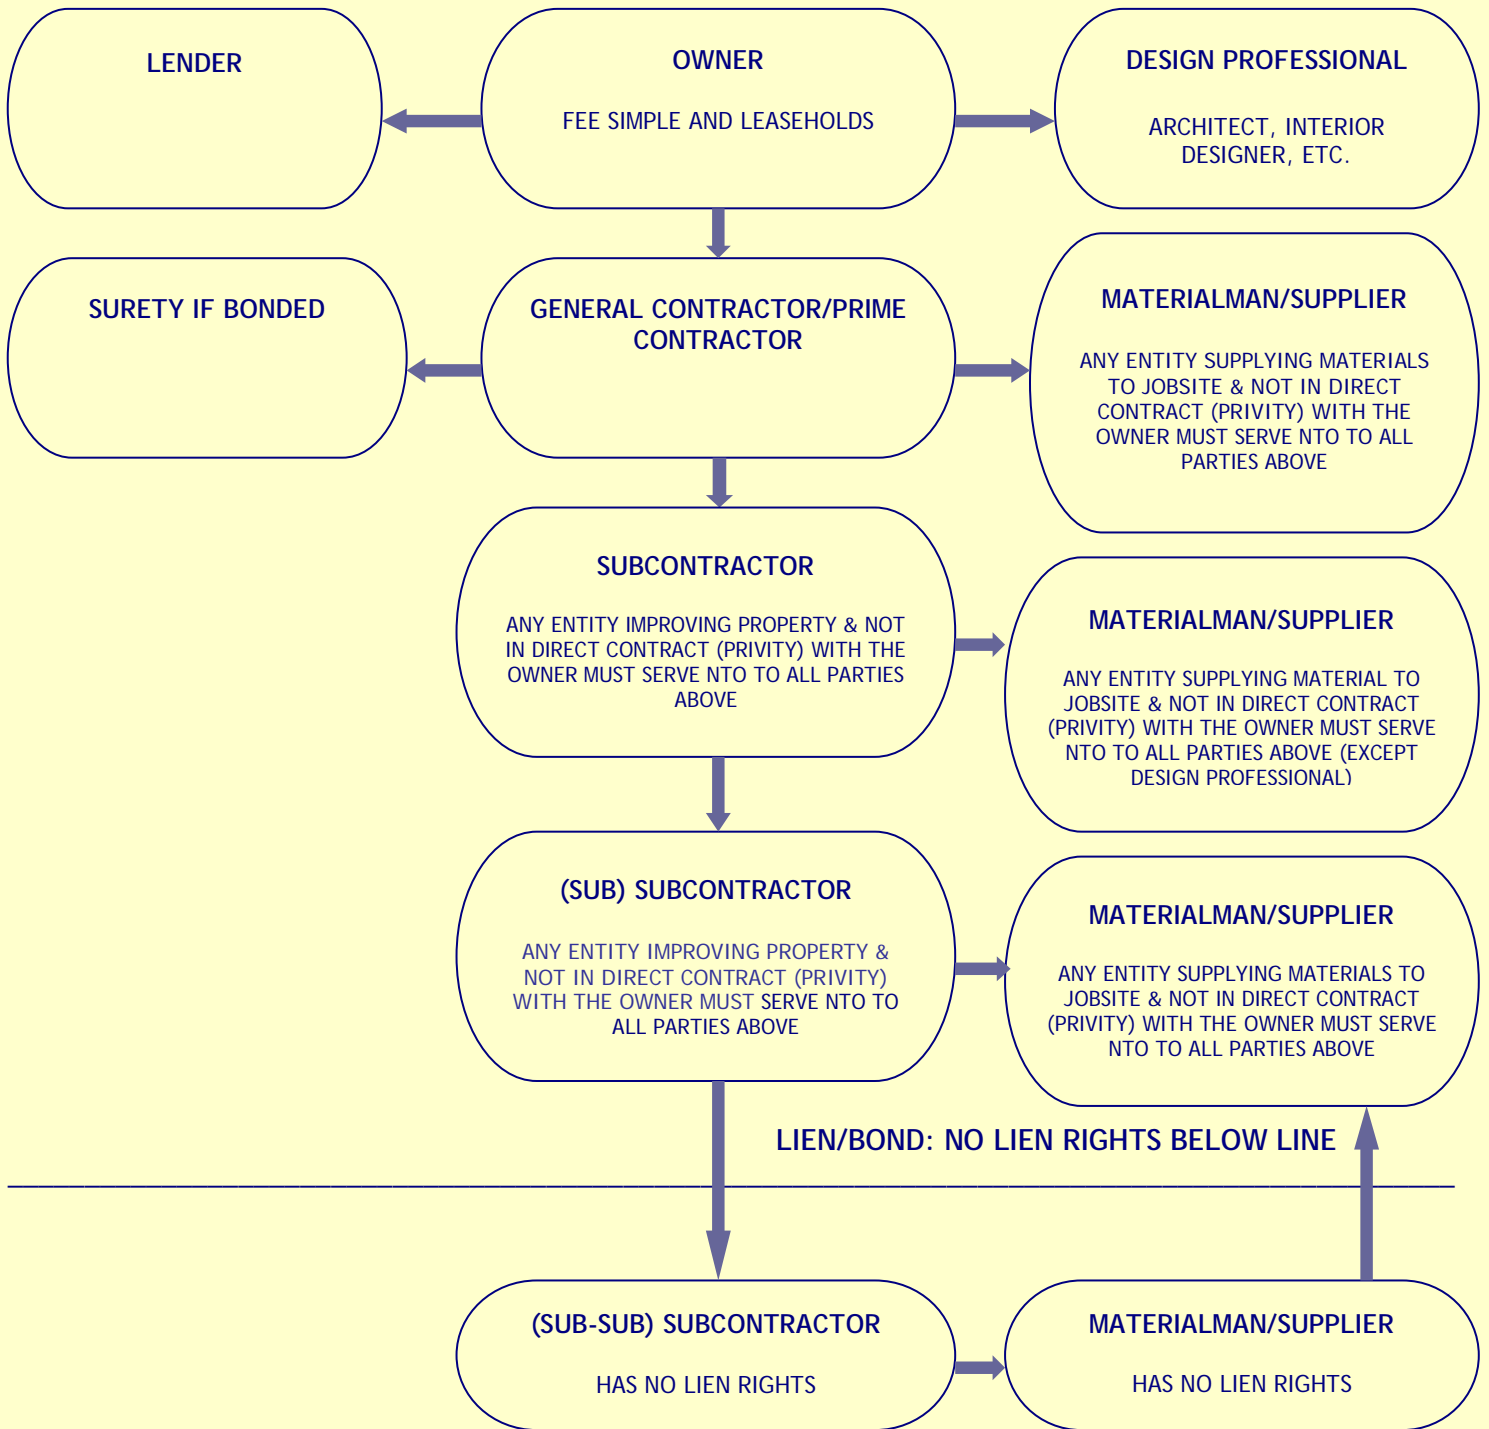 LENDER
OWNER
FEE SIMPLE AND LEASEHOLDS
DESIGN PROFESSIONAL
ARCHITECT, INTERIOR
DESIGNER, ETC.
SURETY IF BONDED
GENERAL CONTRACTOR/PRIME
CONTRACTOR
MATERIALMAN/SUPPLIER
ANY ENTITY SUPPLYING MATERIALS
TO JOBSITE & NOT IN DIRECT
CONTRACT (PRIVITY) WITH THE
OWNER MUST SERVE NTO TO ALL
PARTIES ABOVE
SUBCONTRACTOR
ANY ENTITY IMPROVING PROPERTY & NOT
IN DIRECT CONTRACT (PRIVITY) WITH THE
OWNER MUST SERVE NTO TO ALL PARTIES
ABOVE
MATERIALMAN/SUPPLIER
ANY ENTITY SUPPLYING MATERIAL TO
JOBSITE & NOT IN DIRECT CONTRACT
(PRIVITY) WITH THE OWNER MUST SERVE
NTO TO ALL PARTIES ABOVE (EXCEPT
DESIGN PROFESSIONAL)
(SUB) SUBCONTRACTOR
ANY ENTITY IMPROVING PROPERTY &
NOT IN DIRECT CONTRACT (PRIVITY)
WITH THE OWNER MUST SERVE NTO TO
ALL PARTIES ABOVE
MATERIALMAN/SUPPLIER
ANY ENTITY SUPPLYING MATERIALS TO
JOBSITE & NOT IN DIRECT CONTRACT
(PRIVITY) WITH THE OWNER MUST SERVE
NTO TO ALL PARTIES ABOVE
LIEN/BOND: NO LIEN RIGHTS BELOW LINE
(SUB-SUB) SUBCONTRACTOR
HAS NO LIEN RIGHTS
MATERIALMAN/SUPPLIER
HAS NO LIEN RIGHTS